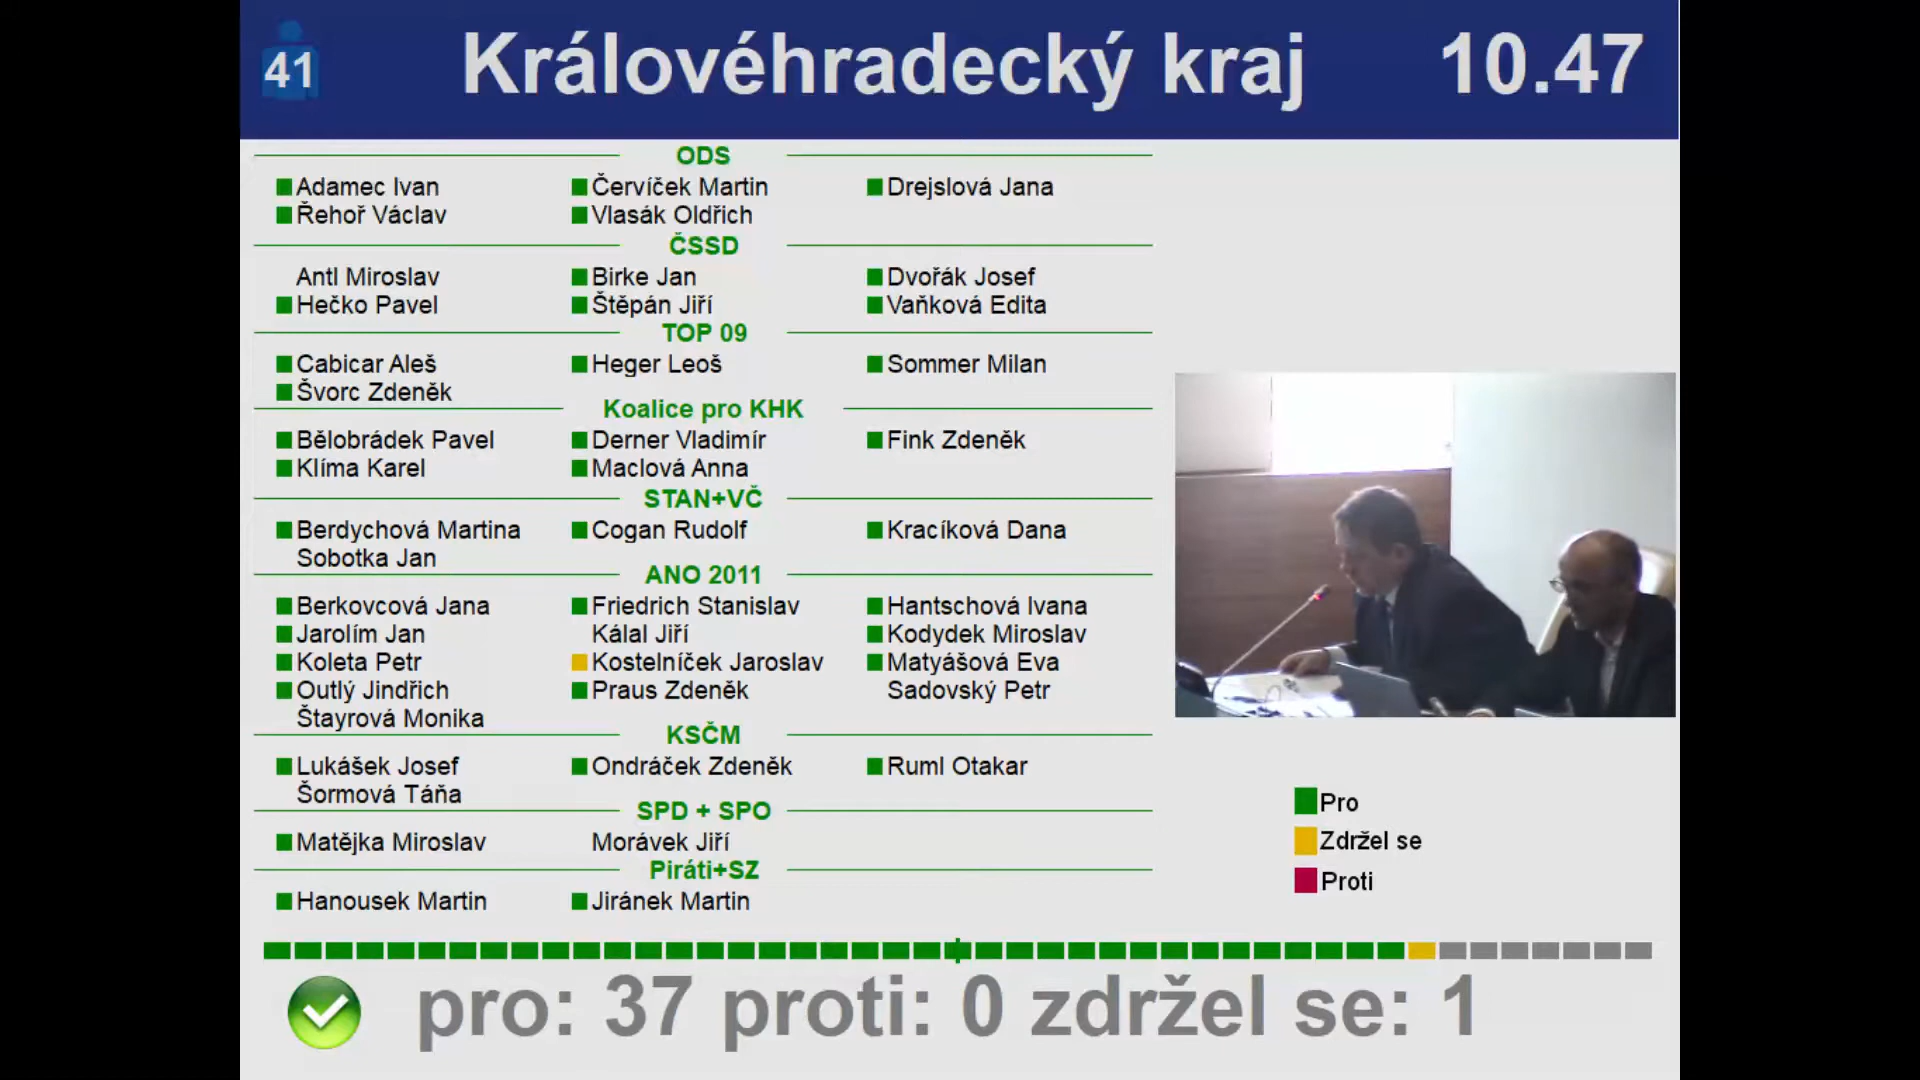 41 Královéhradecký kraj 10.47
ODS
Adamec Ivan Červíček Martin Drejslová Jana
Řehoř Václav Vlasák Oldřich
ČSSD
Antl Miroslav Birke Jan Dvořák Josef
Hečko Pavel Štěpán Jiří Vaňková Edita
TOP 09
Cabicar Aleš Heger Leoš Sommer Milan
Švorc Zdeněk
Koalice pro KHK
Bělobrádek Pavel Derner Vladimír Fink Zdeněk
Klíma Karel Maclová Anna
STAN+VČ
Berdychová Martina Cogan Rudolf Kracíková Dana
Sobotka Jan
ANO 2011
Berkovcová Jana Friedrich Stanislav Hantschová Ivana
Jarolím Jan Kálal Jiří Kodydek Miroslav
Koleta Petr Kostelníček Jaroslav Matyášová Eva
Outlý Jindřich Praus Zdeněk Sadovský Petr
Štayrová Monika
KSČM
Lukášek Josef Ondráček Zdeněk Ruml Otakar
Šormová Táňa
SPD + SPO
Matějka Miroslav Morávek Jiří
Piráti+SZ
Hanousek Martin Jiránek Martin
Pro
Zdržel se
Proti
pro: 37 proti: 0 zdržel se: 1